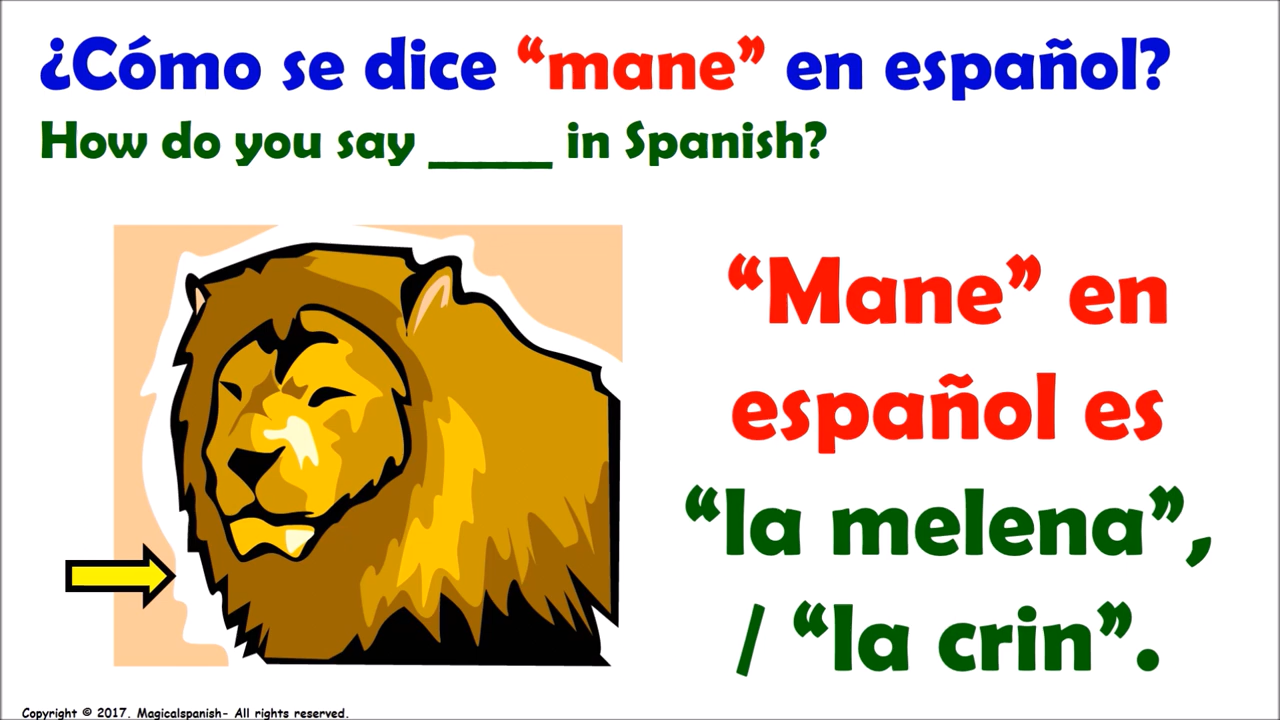 ¿Cómo se dice “mane” en español?
How do you say _____ in Spanish?
“Mane” en
español es
“la melena”,
/ “la crin”.
Copyright © 2017. Magicalspanish- All rights reserved.